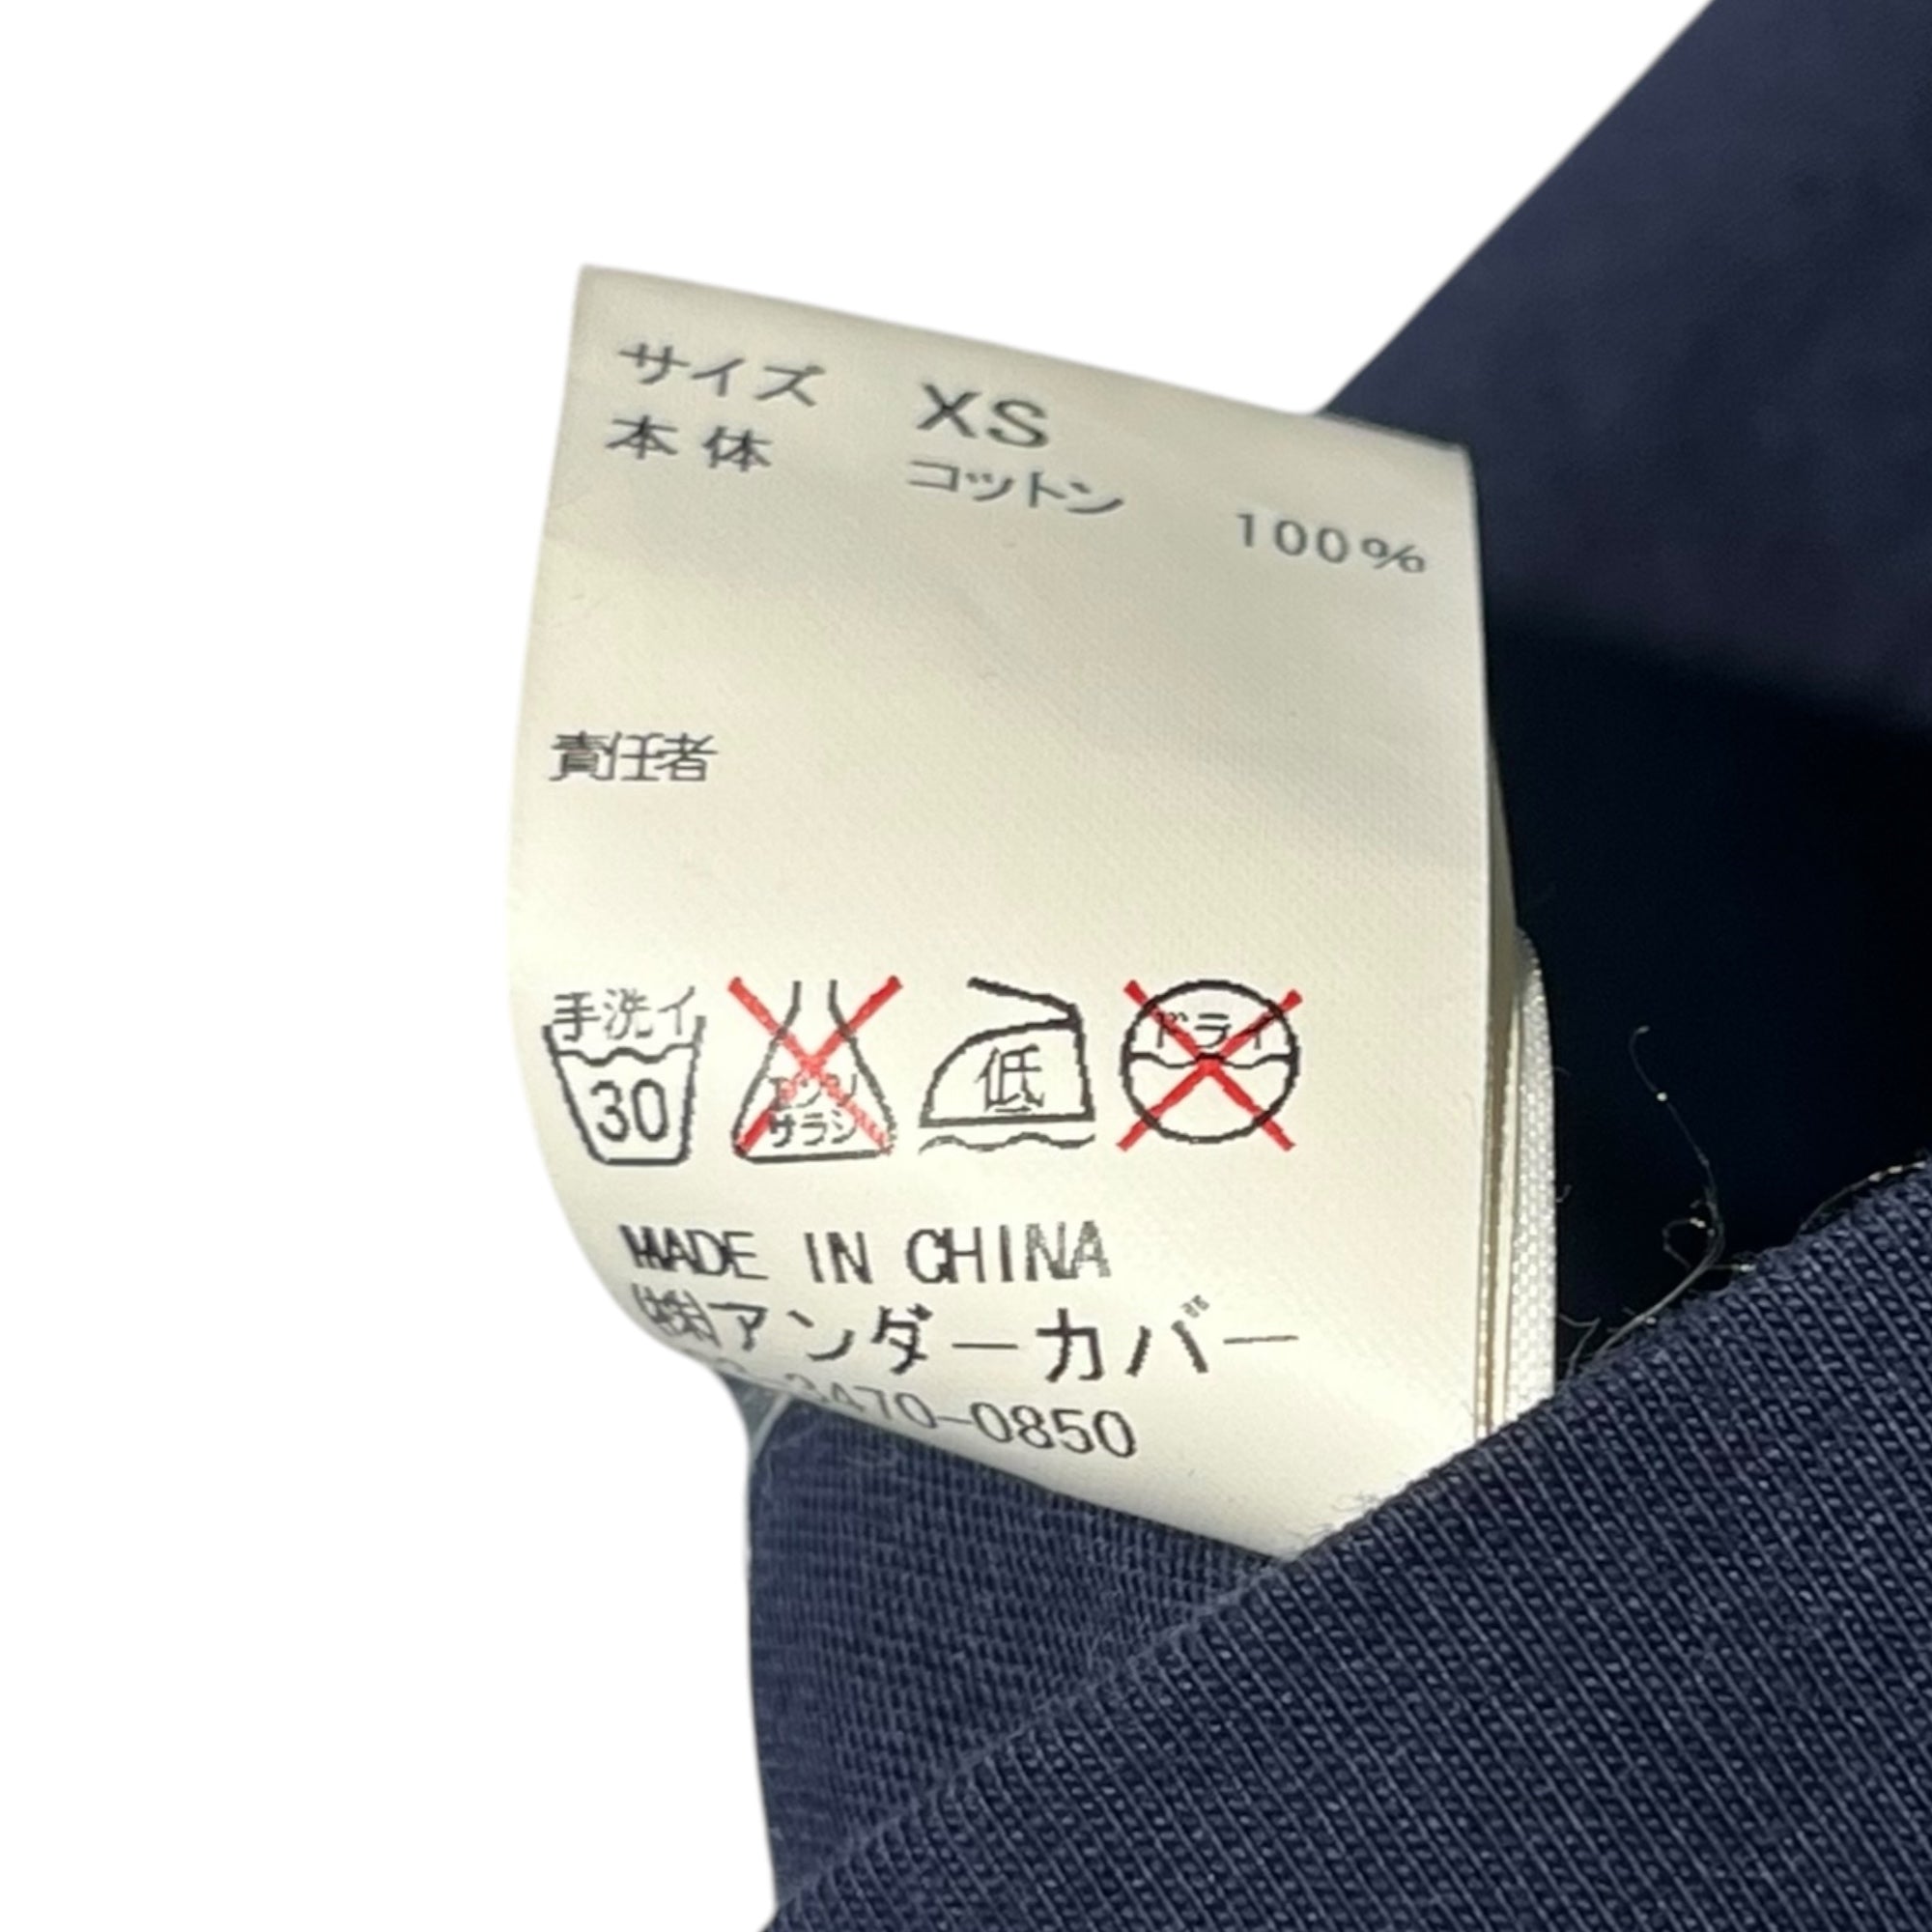 サイズ XS
本体 コットン 100%
責任者
手洗イ 30 エンソサラシ 低 ドライ
MADE IN CHINA
㈱アンダーカバー
3470-0850